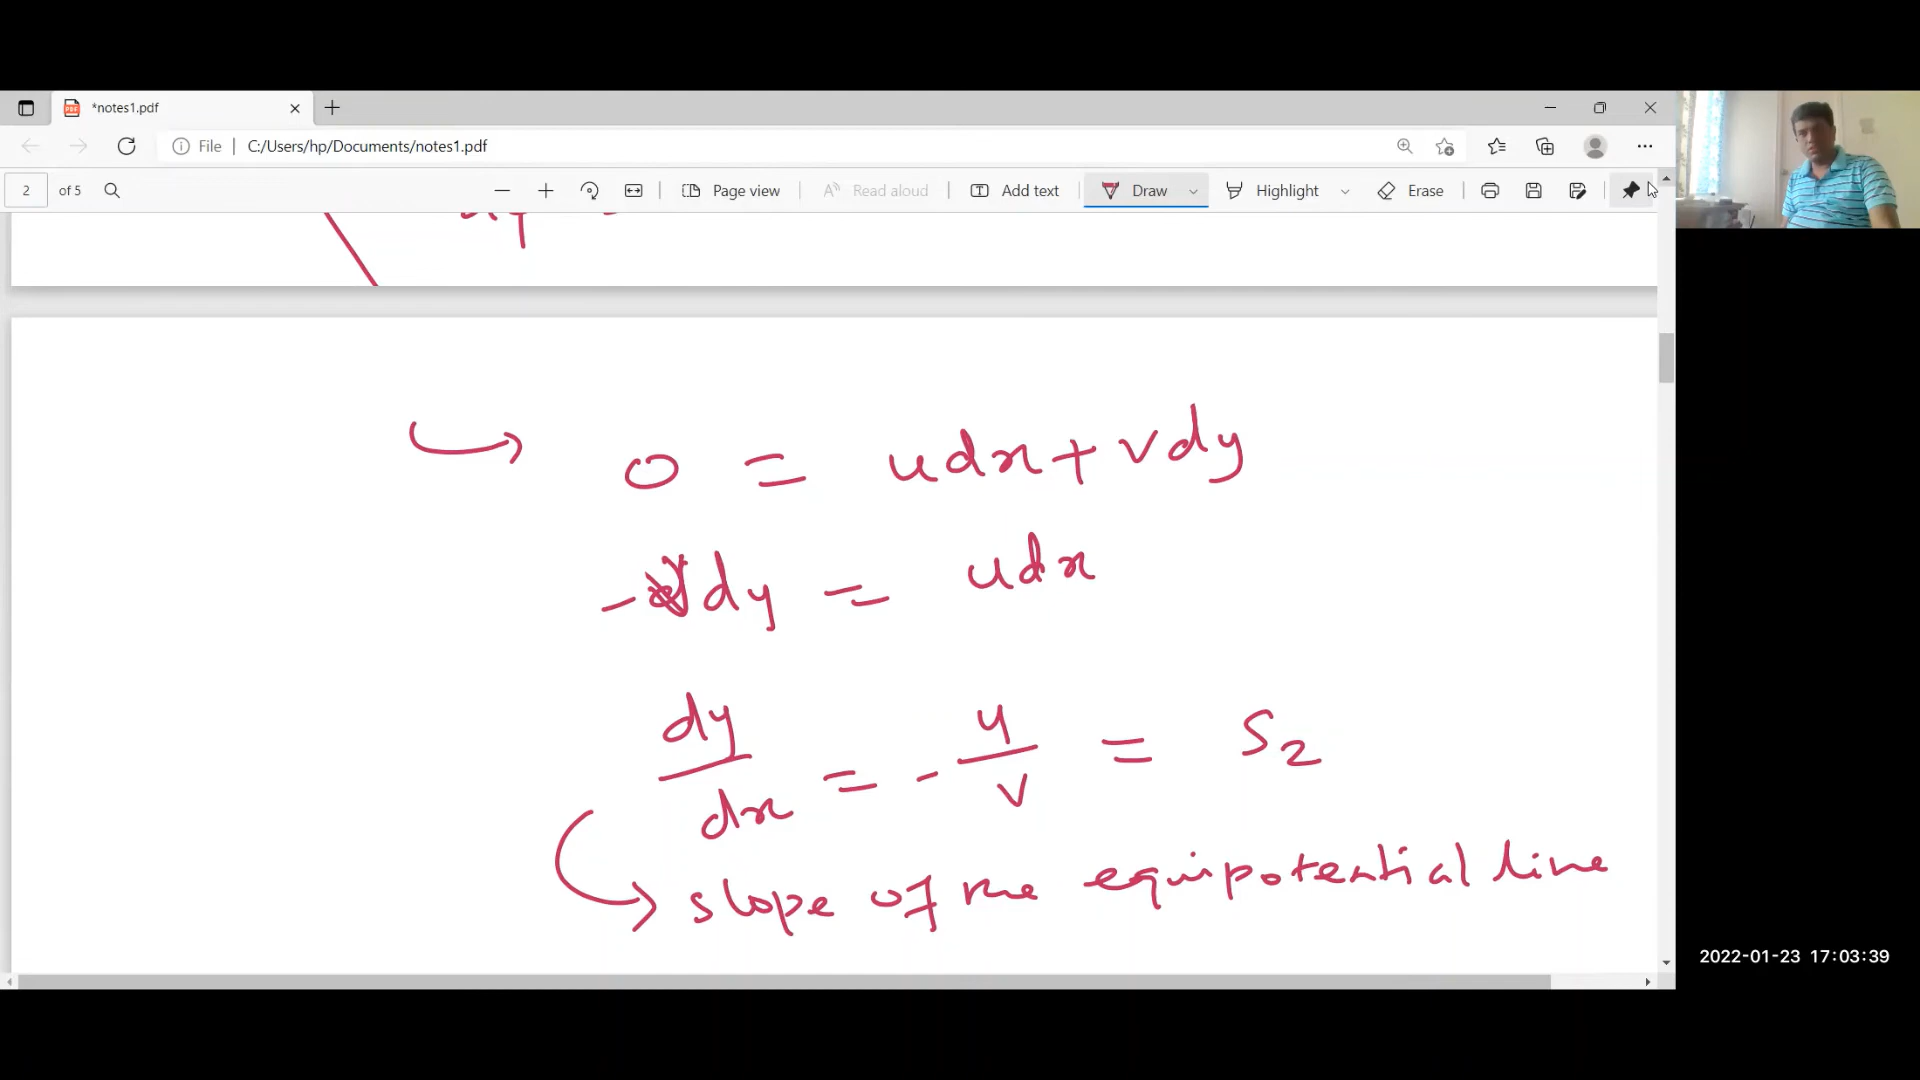 *notes1.pdf
File C:/Users/hp/Documents/notes1.pdf
2 of 5 Page view Read aloud Add text Draw Highlight Erase
0 = udx + vdy
-vdy = udx
dy/dx = - u/v = S2
slope of the equipotential line
2022-01-23 17:03:39